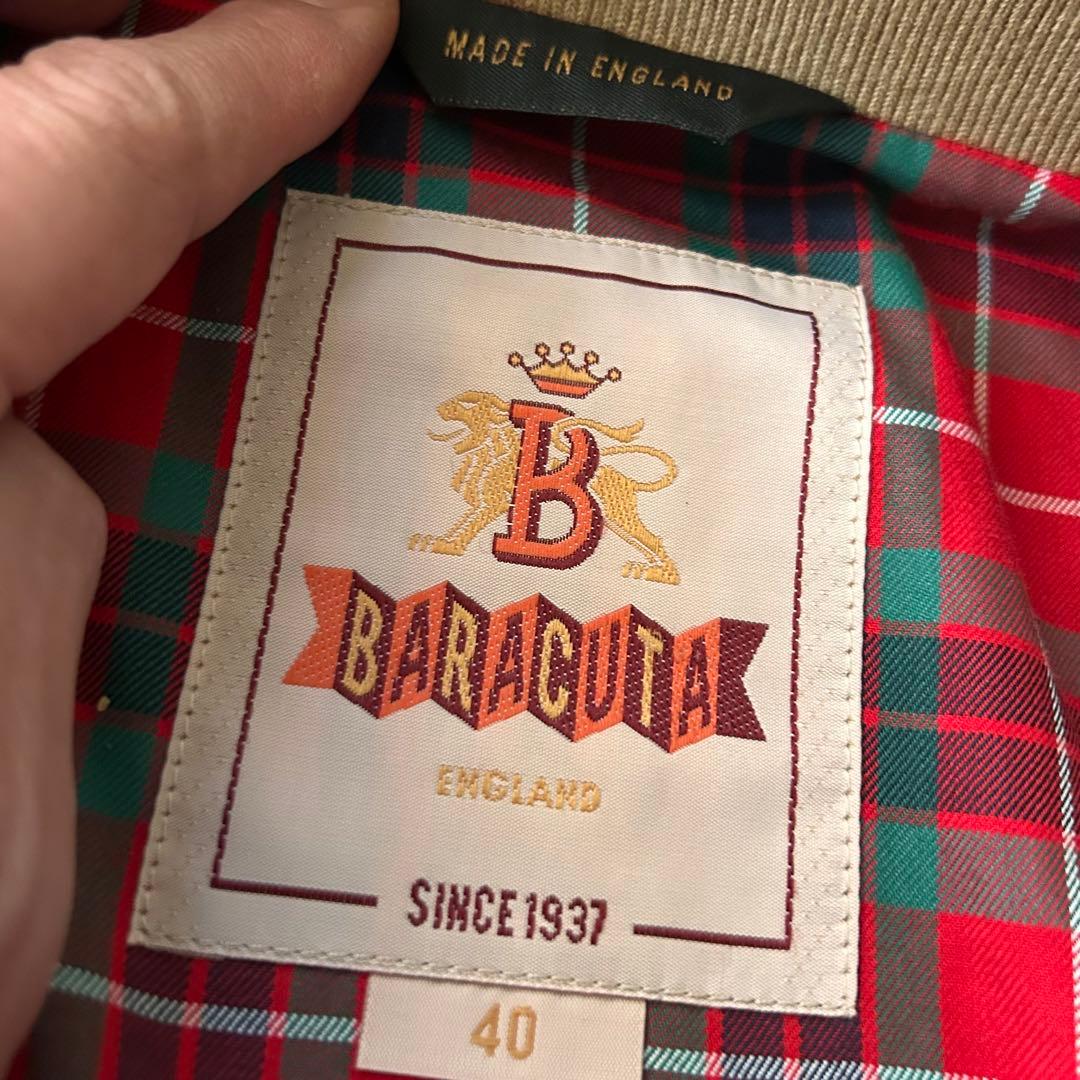 MADE IN ENGLAND
B
BARACUTA
ENGLAND
SINCE 1937
40